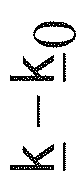 k – k₀